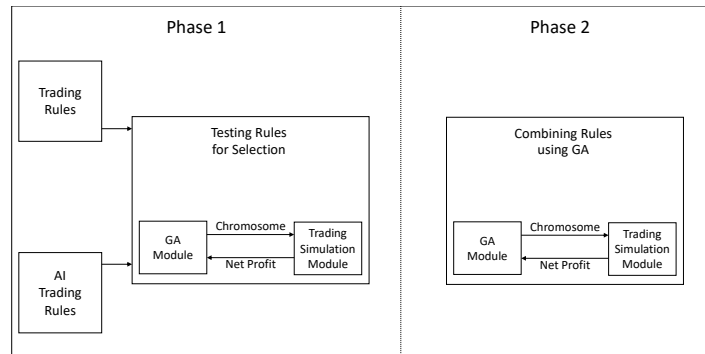 Phase 1
Phase 2
Trading
Rules
Testing Rules
for Selection
GA
Module
Chromosome
Net Profit
Trading
Simulation
Module
AI
Trading
Rules
Combining Rules
using GA
GA
Module
Chromosome
Net Profit
Trading
Simulation
Module